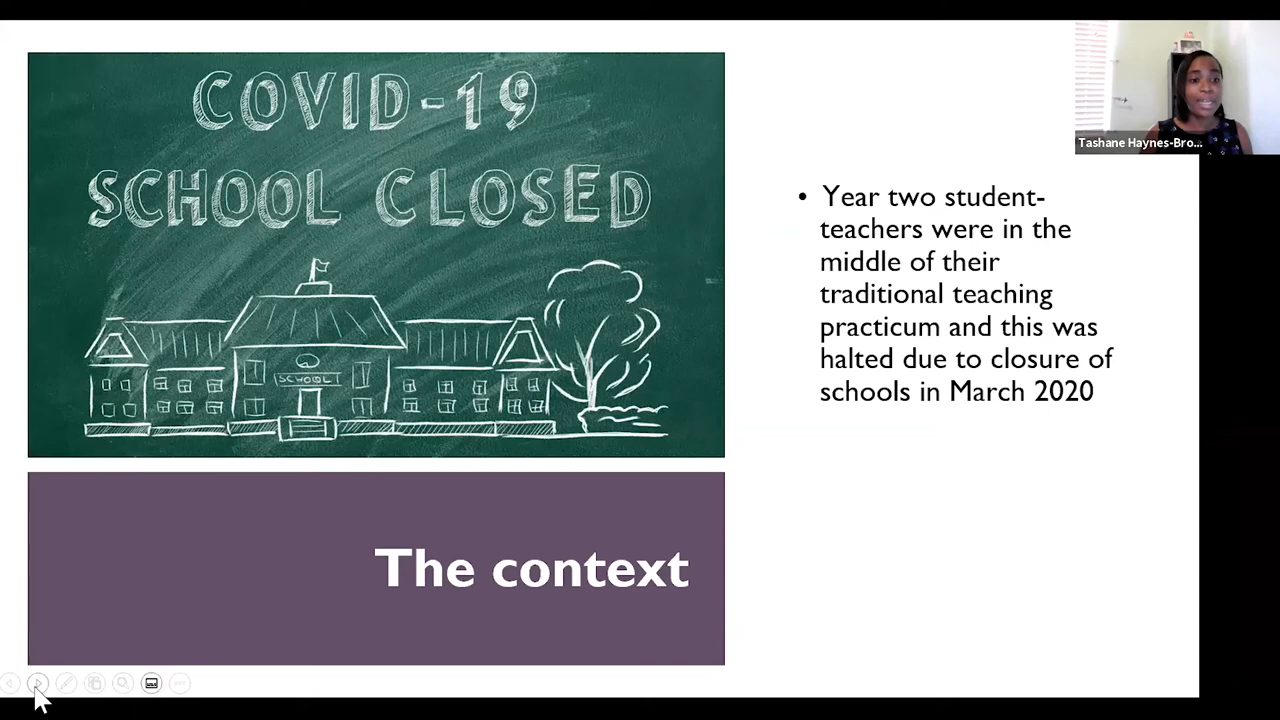 COVID-19
SCHOOL CLOSED
SCHOOL
The context
• Year two student-
teachers were in the
middle of their
traditional teaching
practicum and this was
halted due to closure of
schools in March 2020
Tashane Haynes-Bro...